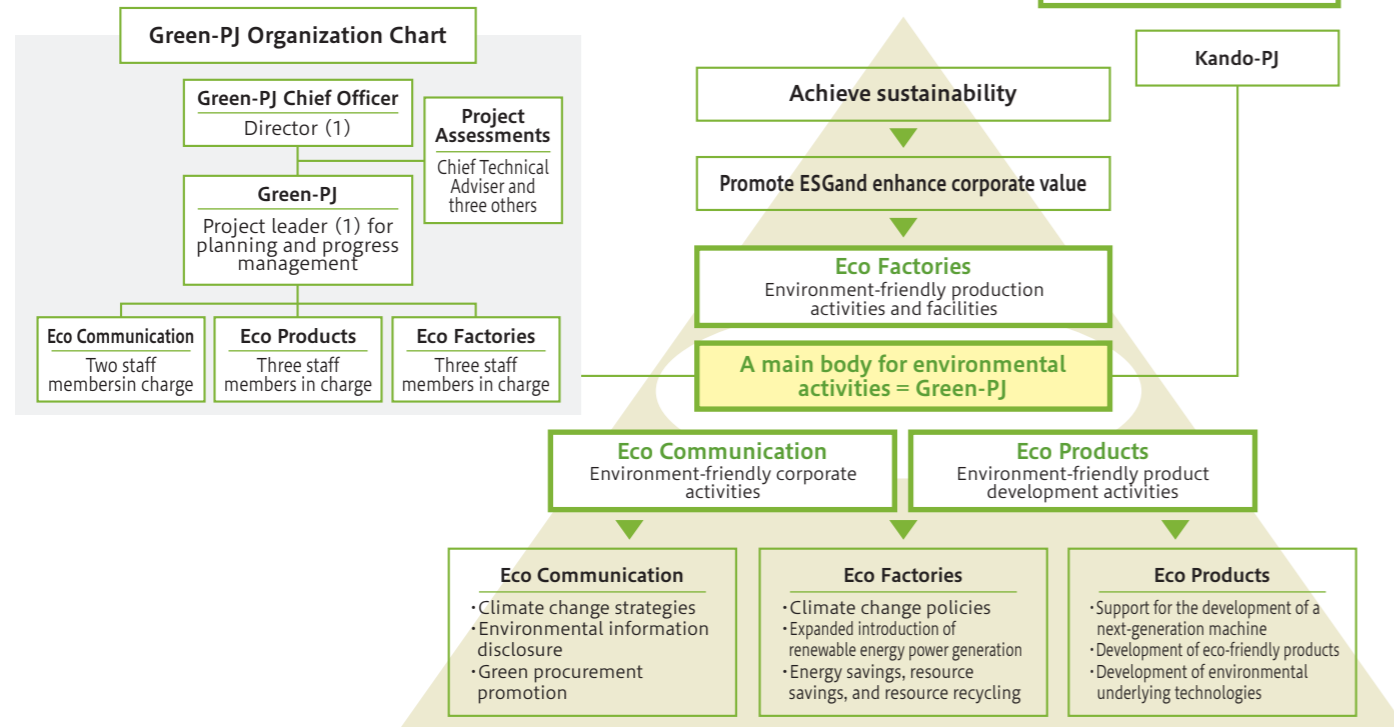 Green-PJ Organization Chart
Green-PJ Chief Officer
Director (1)
Project
Assessments
Chief Technical
Adviser and
three others
Green-PJ
Project leader (1) for
planning and progress
management
Eco Communication
Two staff
membersin charge
Eco Products
Three staff
members in charge
Eco Factories
Three staff
members in charge
Kando-PJ
Achieve sustainability
Promote ESGand enhance corporate value
Eco Factories
Environment-friendly production
activities and facilities
A main body for environmental
activities = Green-PJ
Eco Communication
Environment-friendly corporate
activities
Eco Products
Environment-friendly product
development activities
Eco Communication
・Climate change strategies
・Environmental information
disclosure
・Green procurement
promotion
Eco Factories
・Climate change policies
・Expanded introduction of
renewable energy power generation
・Energy savings, resource
savings, and resource recycling
Eco Products
・Support for the development of a
next-generation machine
・Development of eco-friendly products
・Development of environmental
underlying technologies